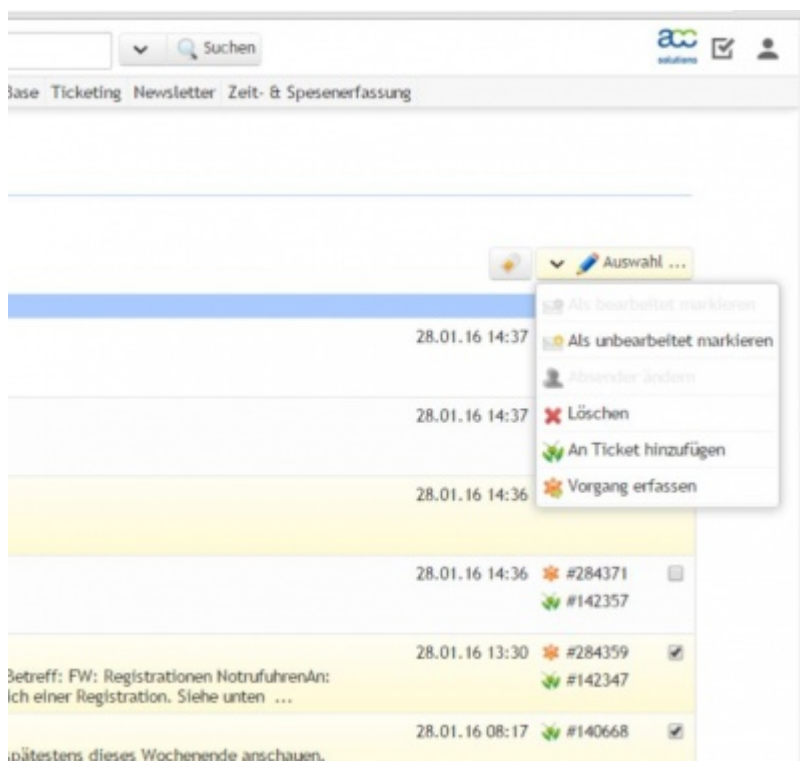 Suchen
acc
solutions
Base Ticketing Newsletter Zeit- & Spesenerfassung
Auswahl ...
Als bearbeitet markieren
28.01.16 14:37
Als unbearbeitet markieren
Absender ändern
28.01.16 14:37
Löschen
An Ticket hinzufügen
28.01.16 14:36
Vorgang erfassen
28.01.16 14:36 #284371
#142357
28.01.16 13:30 #284359
Betreff: FW: Registrationen NotrufuhrenAn:
#142347
ich einer Registration. Siehe unten ...
28.01.16 08:17 #140668
spätestens dieses Wochenende anschauen.